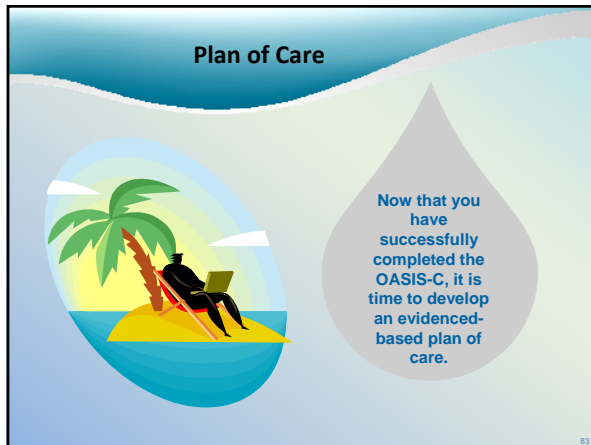 Plan of Care
Now that you
have
successfully
completed the
OASIS-C, it is
time to develop
an evidenced-
based plan of
care.
83